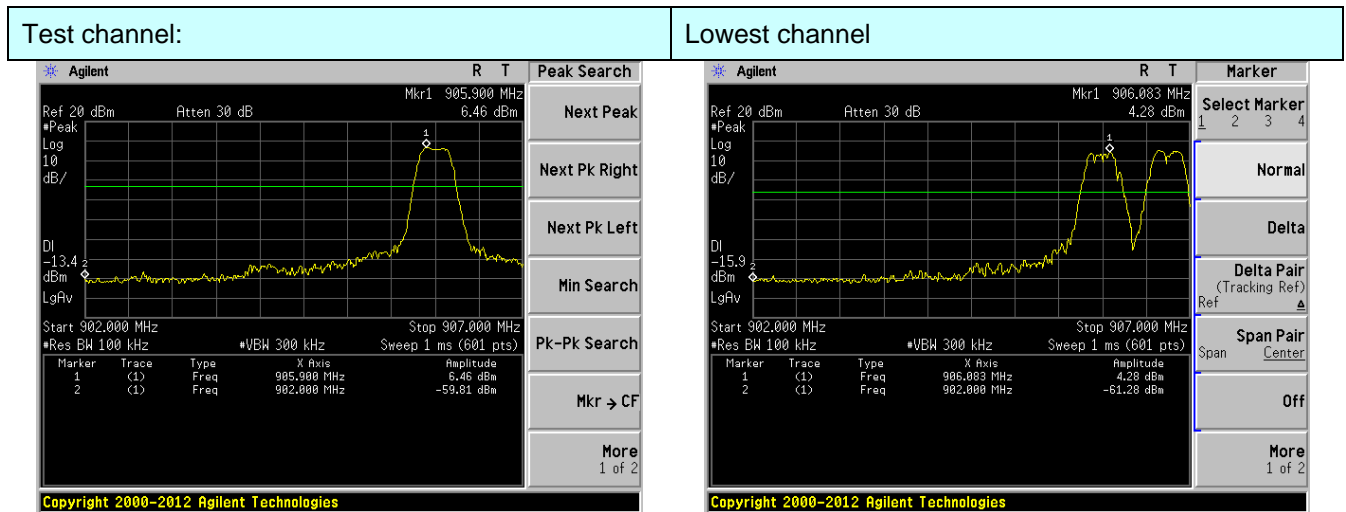 Test channel:
Lowest channel
Agilent
R T
Peak Search
Mkr1 905.900 MHz
Ref 20 dBm
Atten 30 dB
6.46 dBm
#Peak
Log
10
dB/
1
DI
-13.4
dBm
LgAv
2
Start 902.000 MHz
Stop 907.000 MHz
#Res BW 100 kHz
#VBW 300 kHz
Sweep 1 ms (601 pts)
Marker Trace Type X Axis Amplitude
1 (1) Freq 905.900 MHz 6.46 dBm
2 (1) Freq 902.000 MHz -59.81 dBm
Next Peak
Next Pk Right
Next Pk Left
Min Search
Pk-Pk Search
Mkr → CF
More
1 of 2
Copyright 2000-2012 Agilent Technologies
Agilent
R T
Marker
Mkr1 906.083 MHz
Ref 20 dBm
Atten 30 dB
4.28 dBm
#Peak
Log
10
dB/
1
DI
-15.9
dBm
LgAv
2
Start 902.000 MHz
Stop 907.000 MHz
#Res BW 100 kHz
#VBW 300 kHz
Sweep 1 ms (601 pts)
Marker Trace Type X Axis Amplitude
1 (1) Freq 906.083 MHz 4.28 dBm
2 (1) Freq 902.000 MHz -61.28 dBm
Select Marker
1 2 3 4
Normal
Delta
Delta Pair
(Tracking Ref)
Ref Δ
Span Pair
Span Center
Off
More
1 of 2
Copyright 2000-2012 Agilent Technologies